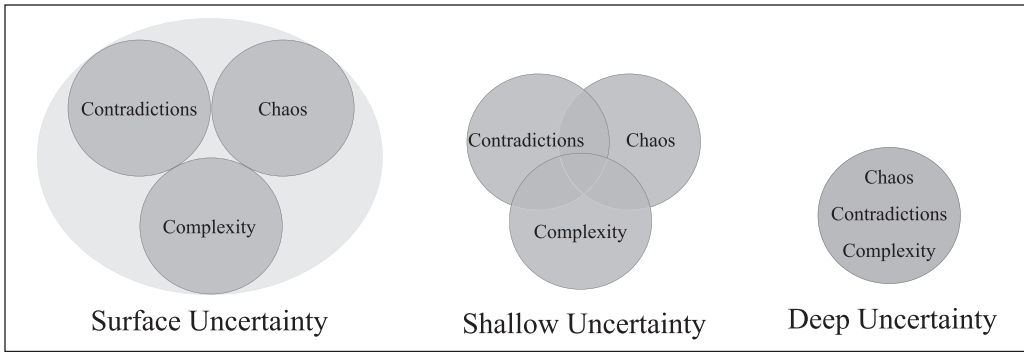 Contradictions
Chaos
Complexity
Surface Uncertainty
Contradictions
Chaos
Complexity
Shallow Uncertainty
Chaos
Contradictions
Complexity
Deep Uncertainty